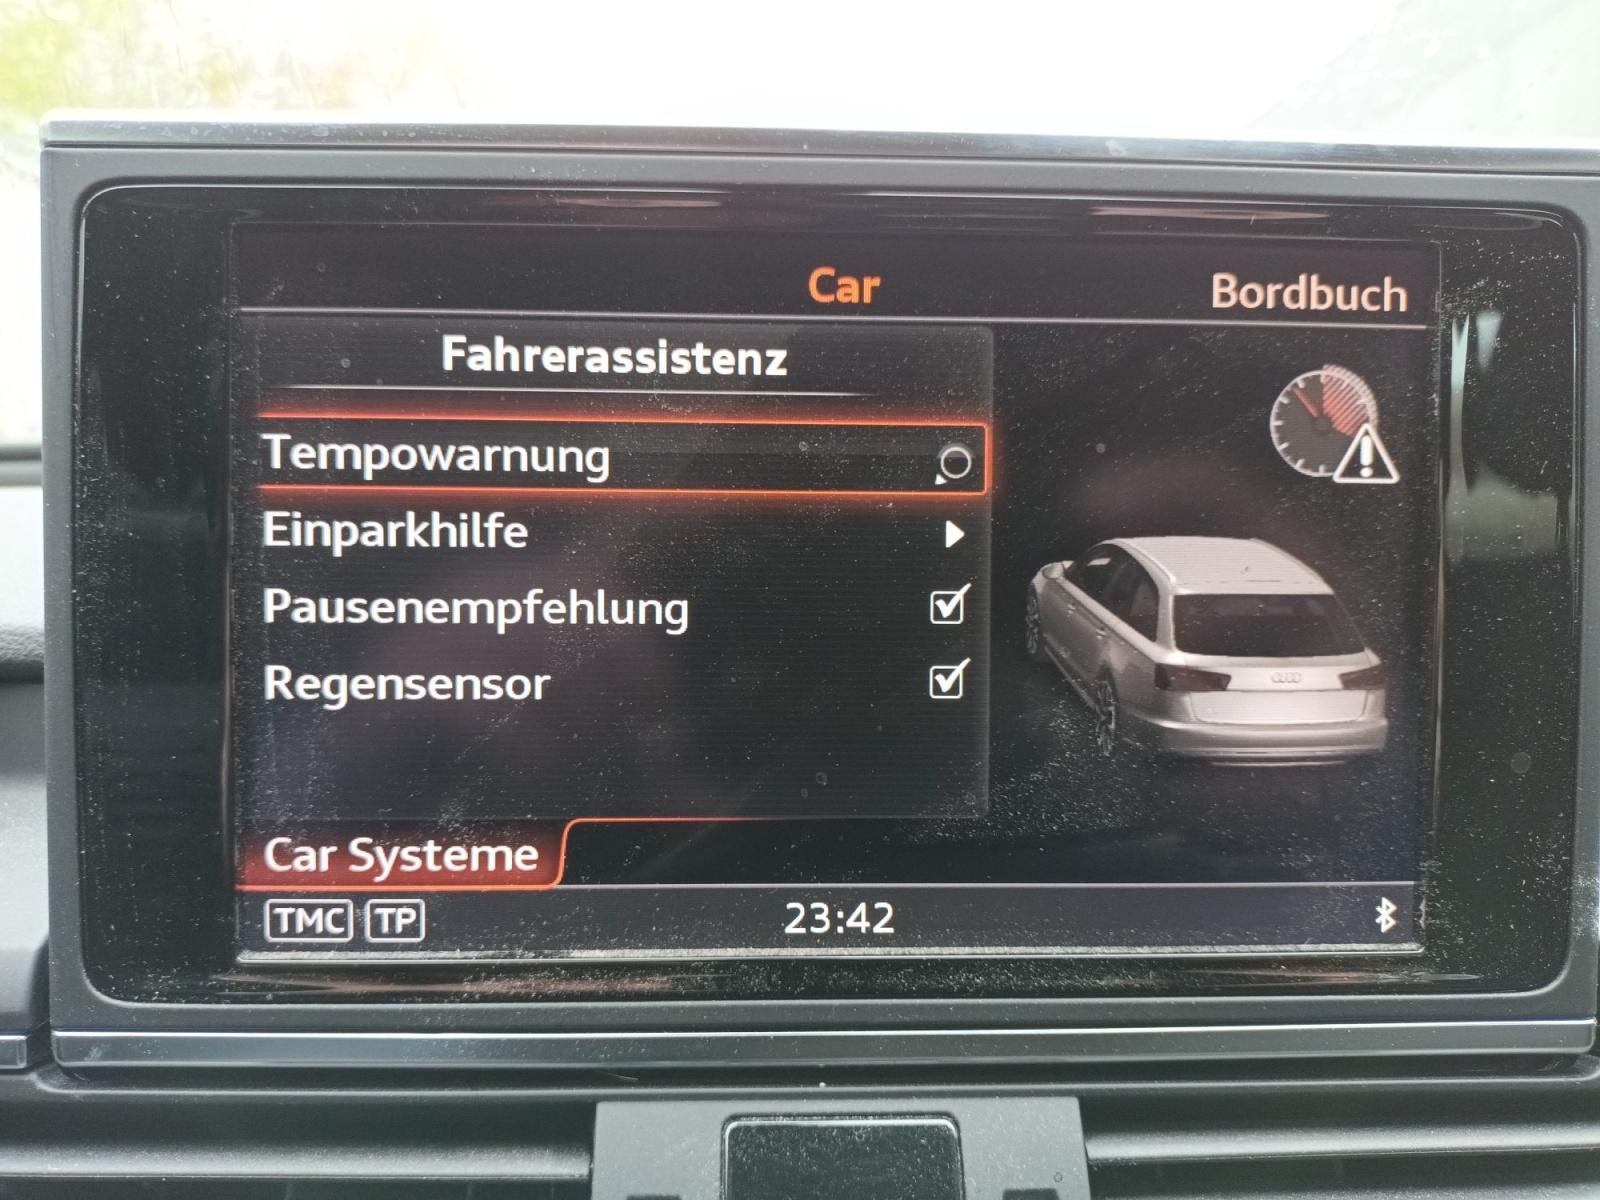 Car
Bordbuch
Fahrerassistenz
Tempowarnung
Einparkhilfe
Pausenempfehlung
Regensensor
Car Systeme
TMC TP 23:42